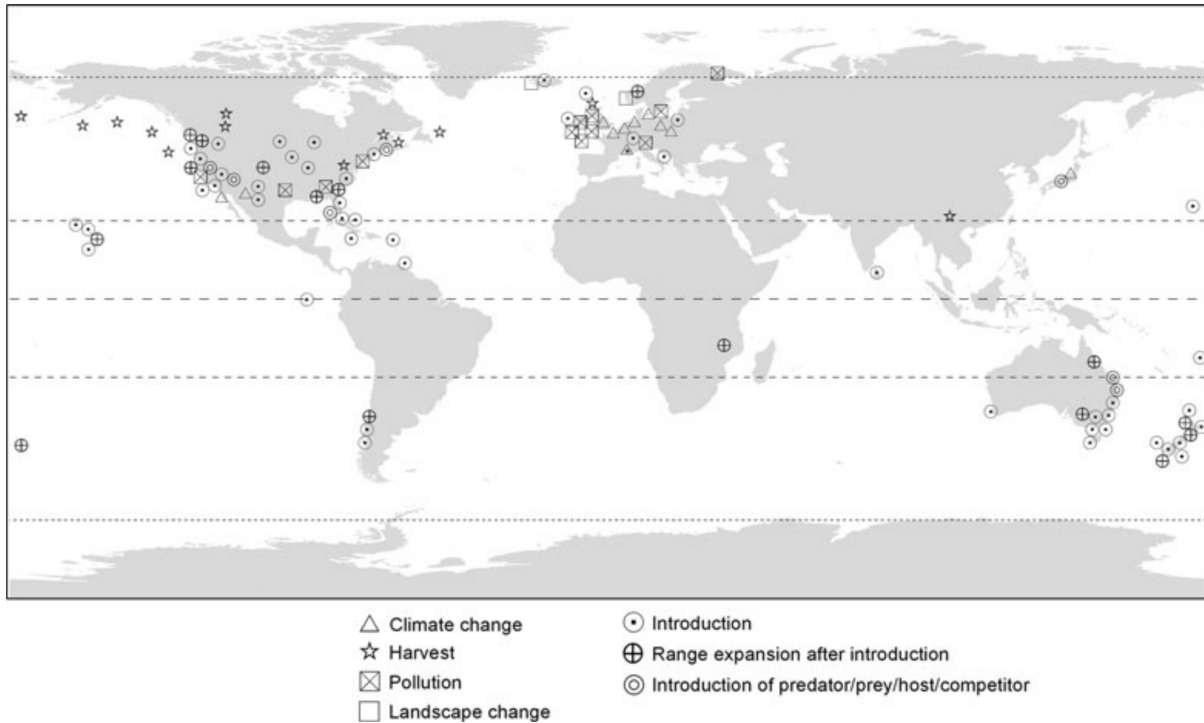 Climate change
Harvest
Pollution
Landscape change
Introduction
Range expansion after introduction
Introduction of predator/prey/host/competitor